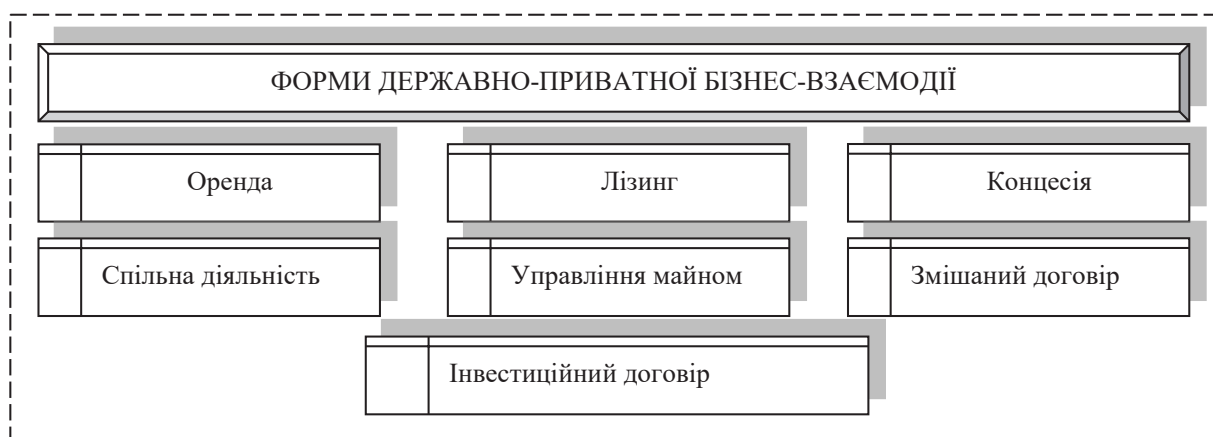 ФОРМИ ДЕРЖАВНО-ПРИВАТНОЇ БІЗНЕС-ВЗАЄМОДІЇ
Оренда
Лізинг
Концесія
Спільна діяльність
Управління майном
Змішаний договір
Інвестиційний договір